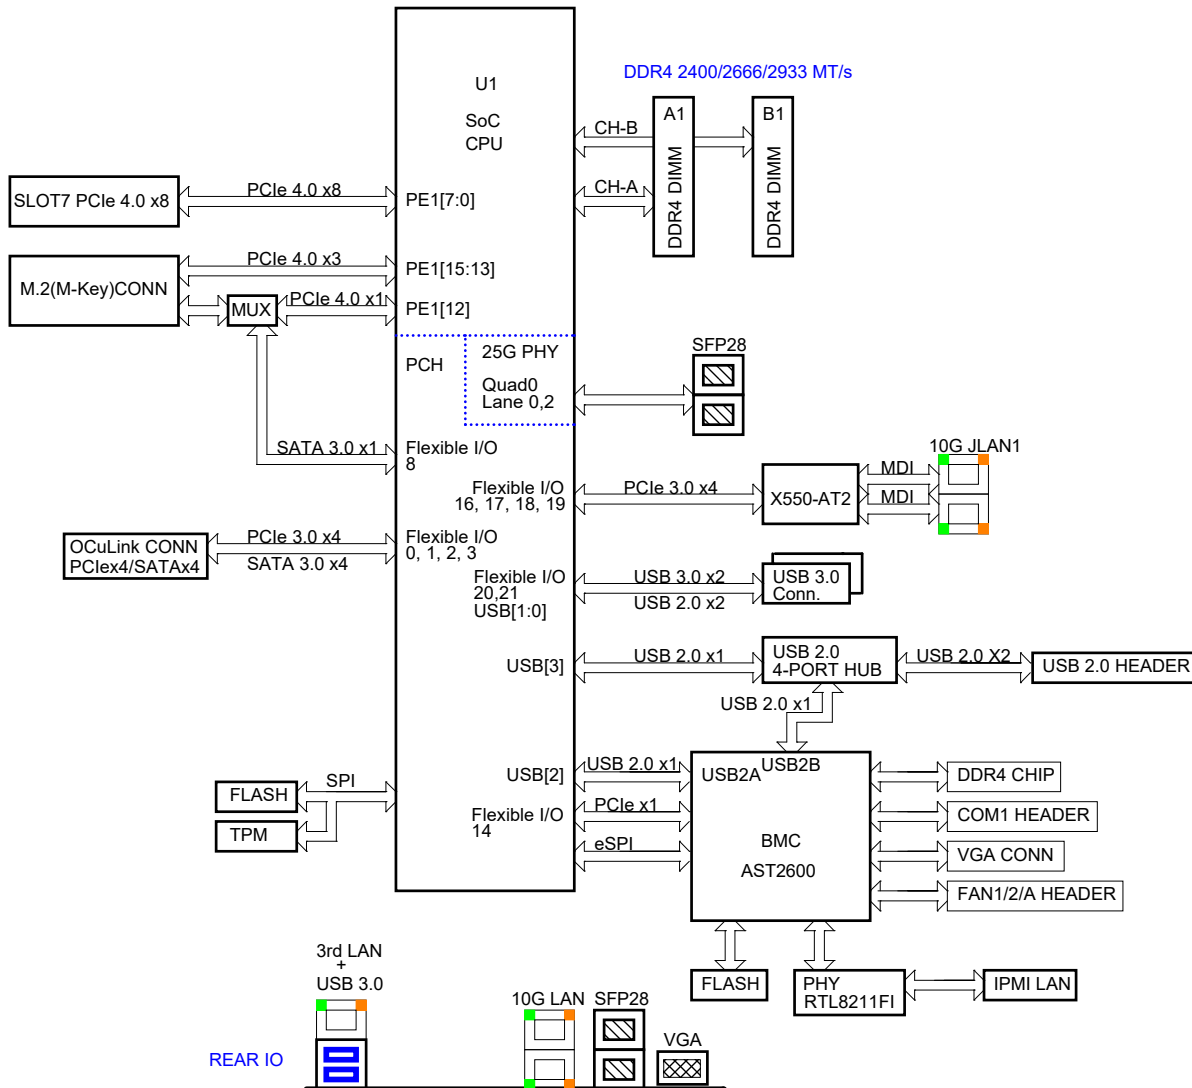 DDR4 2400/2666/2933 MT/s
U1
SoC
CPU
A1
B1
DDR4 DIMM
DDR4 DIMM
CH-B
CH-A
SLOT7 PCIe 4.0 x8
PCIe 4.0 x8
PE1[7:0]
M.2(M-Key)CONN
PCIe 4.0 x3
PE1[15:13]
MUX
PCIe 4.0 x1
PE1[12]
PCH
25G PHY
Quad0
Lane 0,2
SFP28
SATA 3.0 x1
Flexible I/O
8
Flexible I/O
16, 17, 18, 19
PCIe 3.0 x4
X550-AT2
MDI
MDI
10G JLAN1
OCuLink CONN
PCIex4/SATAx4
PCIe 3.0 x4
SATA 3.0 x4
Flexible I/O
0, 1, 2, 3
Flexible I/O
20,21
USB[1:0]
USB 3.0 x2
USB 2.0 x2
USB 3.0
Conn.
USB[3]
USB 2.0 x1
USB 2.0
4-PORT HUB
USB 2.0 X2
USB 2.0 HEADER
USB 2.0 x1
USB[2]
USB 2.0 x1
USB2A
USB2B
Flexible I/O
14
PCIe x1
eSPI
BMC
AST2600
DDR4 CHIP
COM1 HEADER
VGA CONN
FAN1/2/A HEADER
FLASH
SPI
TPM
FLASH
PHY
RTL8211FI
IPMI LAN
REAR IO
3rd LAN
+
USB 3.0
10G LAN
SFP28
VGA